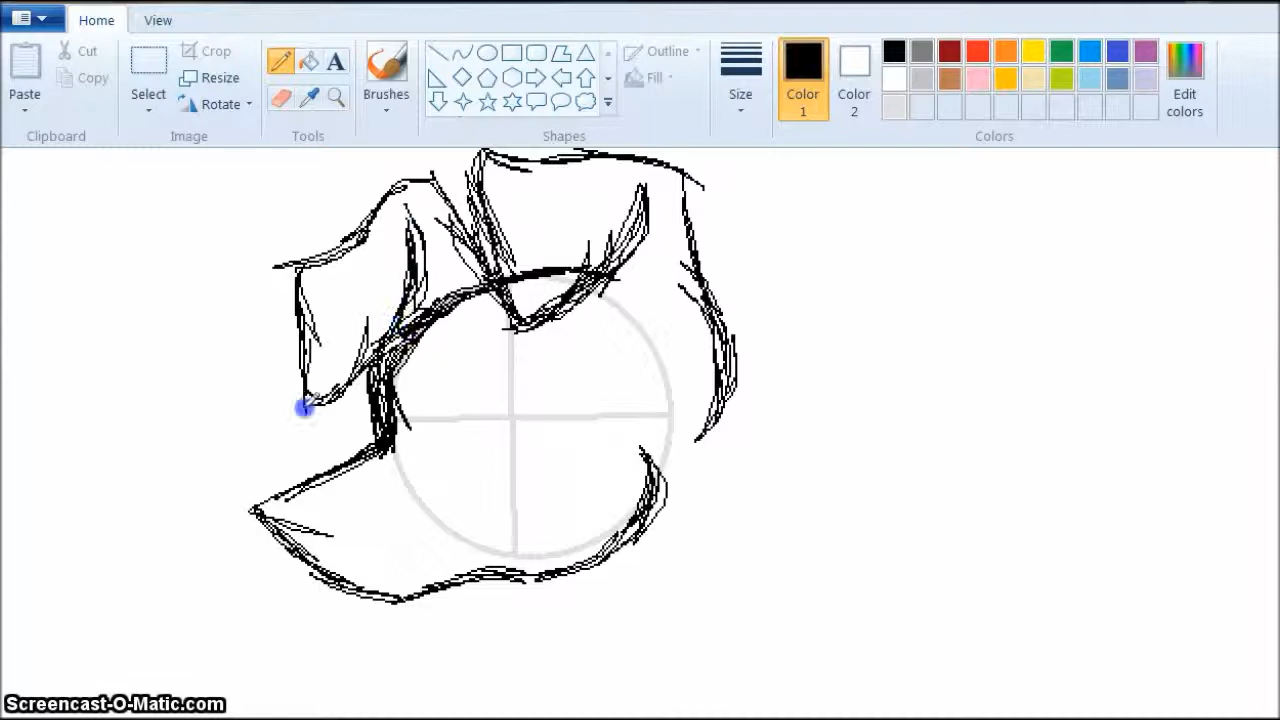 Home View
Paste
Cut
Copy
Clipboard
Select
Crop
Resize
Rotate
Image
A
Tools
Brushes
Outline
Fill
Shapes
Size
Color
1
Color
2
Edit
colors
Colors
Screencast-O-Matic.com